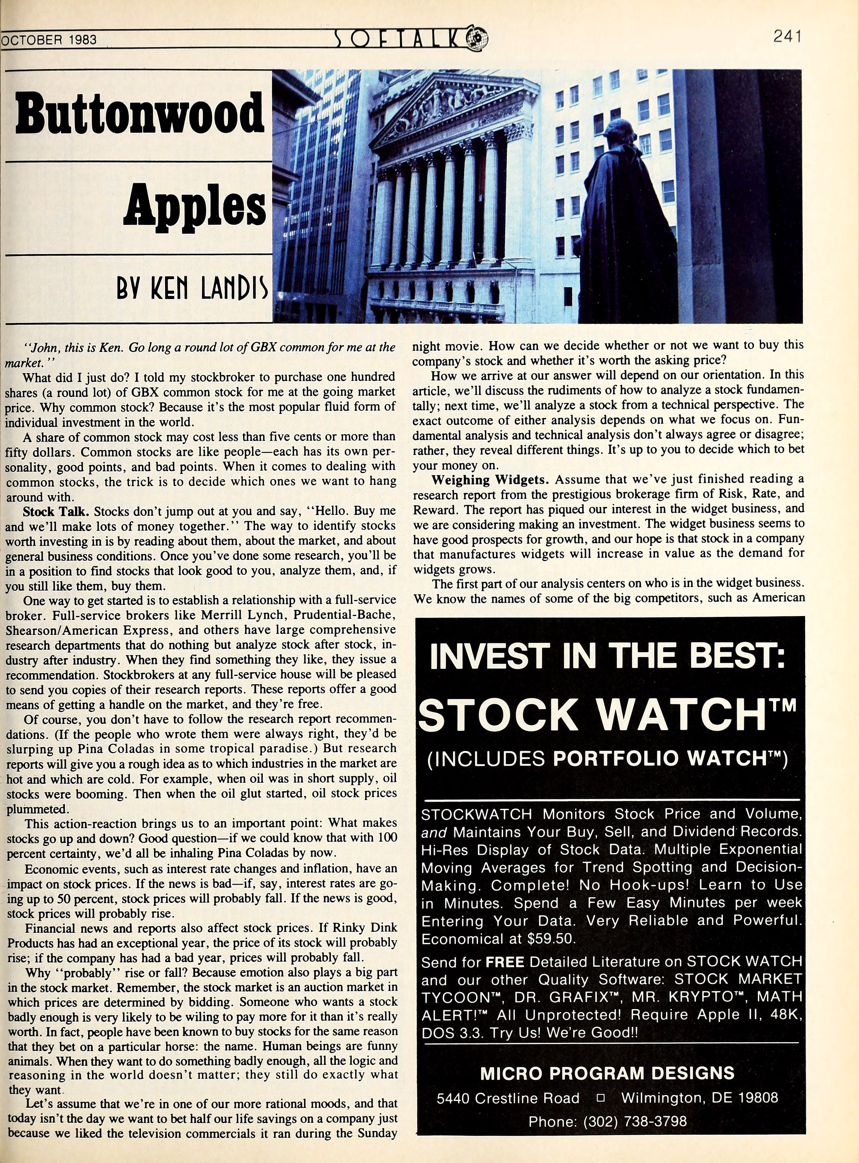 OCTOBER 1983
SOFTALK
241
Buttonwood
Apples
BY KEN LANDIS
"John, this is Ken. Go long a round lot of GBX common for me at the
market."
What did I just do? I told my stockbroker to purchase one hundred
shares (a round lot) of GBX common stock for me at the going market
price. Why common stock? Because it's the most popular fluid form of
individual investment in the world.
A share of common stock may cost less than five cents or more than
fifty dollars. Common stocks are like people—each has its own per-
sonality, good points, and bad points. When it comes to dealing with
common stocks, the trick is to decide which ones we want to hang
around with.
Stock Talk. Stocks don't jump out at you and say, "Hello. Buy me
and we'll make lots of money together." The way to identify stocks
worth investing in is by reading about them, about the market, and about
general business conditions. Once you've done some research, you'll be
in a position to find stocks that look good to you, analyze them, and, if
you still like them, buy them.
One way to get started is to establish a relationship with a full-service
broker. Full-service brokers like Merrill Lynch, Prudential-Bache,
Shearson/American Express, and others have large comprehensive
research departments that do nothing but analyze stock after stock, in-
dustry after industry. When they find something they like, they issue a
recommendation. Stockbrokers at any full-service house will be pleased
to send you copies of their research reports. These reports offer a good
means of getting a handle on the market, and they're free.
Of course, you don't have to follow the research report recommen-
dations. (If the people who wrote them were always right, they'd be
slurping up Pina Coladas in some tropical paradise.) But research
reports will give you a rough idea as to which industries in the market are
hot and which are cold. For example, when oil was in short supply, oil
stocks were booming. Then when the oil glut started, oil stock prices
plummeted.
This action-reaction brings us to an important point: What makes
stocks go up and down? Good question—if we could know that with 100
percent certainty, we'd all be inhaling Pina Coladas by now.
Economic events, such as interest rate changes and inflation, have an
impact on stock prices. If the news is bad—if, say, interest rates are go-
ing up to 50 percent, stock prices will probably fall. If the news is good,
stock prices will probably rise.
Financial news and reports also affect stock prices. If Rinky Dink
Products has had an exceptional year, the price of its stock will probably
rise; if the company has had a bad year, prices will probably fall.
Why "probably" rise or fall? Because emotion also plays a big part
in the stock market. Remember, the stock market is an auction market in
which prices are determined by bidding. Someone who wants a stock
badly enough is very likely to be wiling to pay more for it than it's really
worth. In fact, people have been known to buy stocks for the same reason
that they bet on a particular horse: the name. Human beings are funny
animals. When they want to do something badly enough, all the logic and
reasoning in the world doesn't matter; they still do exactly what
they want.
Let's assume that we're in one of our more rational moods, and that
today isn't the day we want to bet half our life savings on a company just
because we liked the television commercials it ran during the Sunday
night movie. How can we decide whether or not we want to buy this
company's stock and whether it's worth the asking price?
How we arrive at our answer will depend on our orientation. In this
article, we'll discuss the rudiments of how to analyze a stock fundamen-
tally; next time, we'll analyze a stock from a technical perspective. The
exact outcome of either analysis depends on what we focus on. Fun-
damental analysis and technical analysis don't always agree or disagree;
rather, they reveal different things. It's up to you to decide which to bet
your money on.
Weighing Widgets. Assume that we've just finished reading a
research report from the prestigious brokerage firm of Risk, Rate, and
Reward. The report has piqued our interest in the widget business, and
we are considering making an investment. The widget business seems to
have good prospects for growth, and our hope is that stock in a company
that manufactures widgets will increase in value as the demand for
widgets grows.
The first part of our analysis centers on who is in the widget business.
We know the names of some of the big competitors, such as American
INVEST IN THE BEST:
STOCK WATCH™
(INCLUDES PORTFOLIO WATCH™)
STOCKWATCH Monitors Stock Price and Volume,
and Maintains Your Buy, Sell, and Dividend Records.
Hi-Res Display of Stock Data. Multiple Exponential
Moving Averages for Trend Spotting and Decision-
Making. Complete! No Hook-ups! Learn to Use
in Minutes. Spend a Few Easy Minutes per week
Entering Your Data. Very Reliable and Powerful.
Economical at $59.50.
Send for FREE Detailed Literature on STOCK WATCH
and our other Quality Software: STOCK MARKET
TYCOON™, DR. GRAFIX™, MR. KRYPTO™, MATH
ALERT!™ All Unprotected! Require Apple II, 48K,
DOS 3.3. Try Us! We're Good!!
MICRO PROGRAM DESIGNS
5440 Crestline Road □ Wilmington, DE 19808
Phone: (302) 738-3798